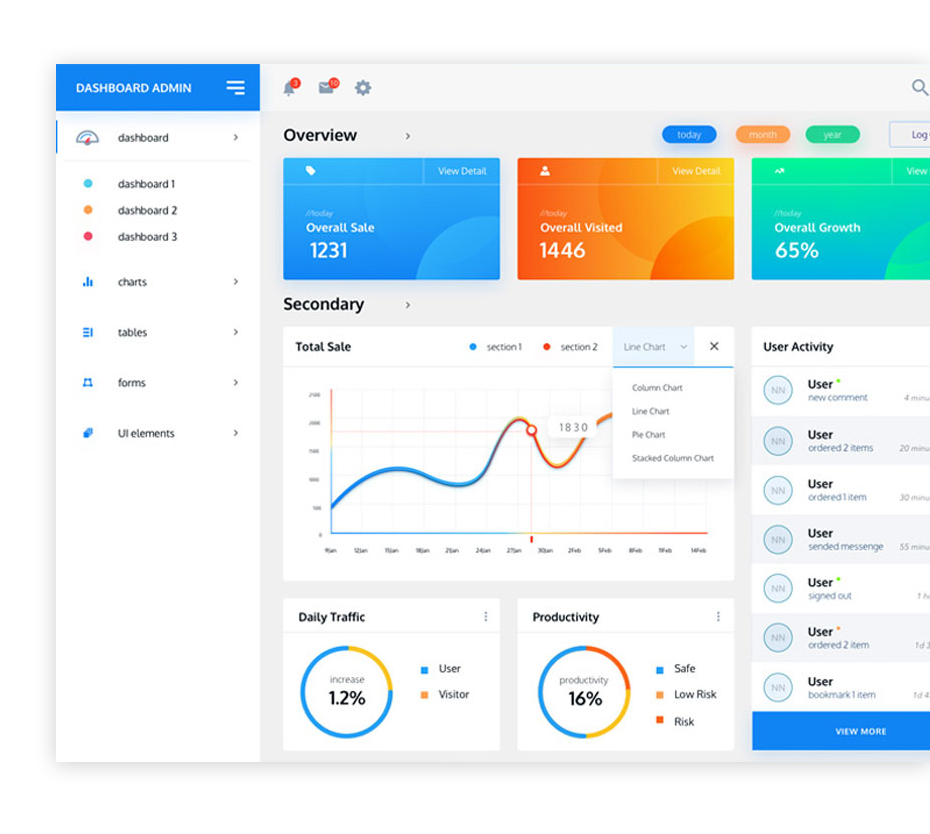 DASHBOARD ADMIN
3
10
dashboard
dashboard 1
dashboard 2
dashboard 3
charts
tables
forms
UI elements
Overview
today
month
year
Log
View Detail
//today
Overall Sale
1231
View Detail
//today
Overall Visited
1446
View
//today
Overall Growth
65%
Secondary
Total Sale
section 1
section 2
Line Chart
Column Chart
Line Chart
Pie Chart
Stacked Column Chart
2500
2000
1500
1000
500
0
1830
9Jan
12Jan
15Jan
18Jan
21Jan
24Jan
27Jan
30Jan
2Feb
5Feb
8Feb
11Feb
14Feb
User Activity
NN
User
new comment
4 minu
NN
User
ordered 2 items
20 minu
NN
User
ordered 1 item
30 minu
NN
User
sended messenge
55 minu
NN
User
signed out
1 h
NN
User
ordered 2 item
1d 3
NN
User
bookmark 1 item
1d 4
VIEW MORE
Daily Traffic
increase
1.2%
User
Visitor
Productivity
productivity
16%
Safe
Low Risk
Risk